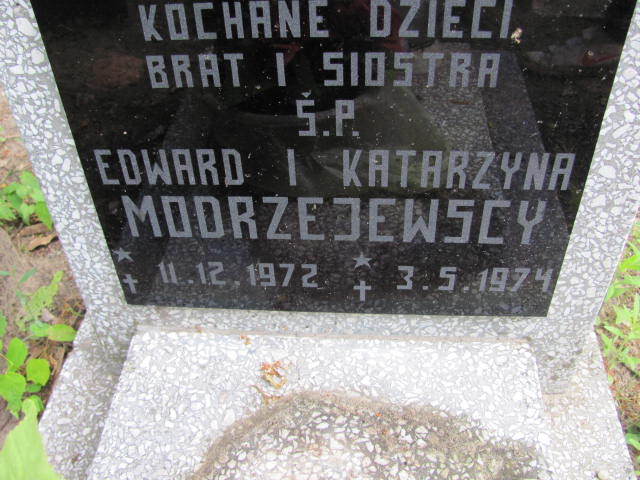 KOCHANE DZIECI
BRAT I SIOSTRA
Ś.P.
EDWARD I KATARZYNA
MODRZEJEWSCY
11.12.1972 3.5.1974